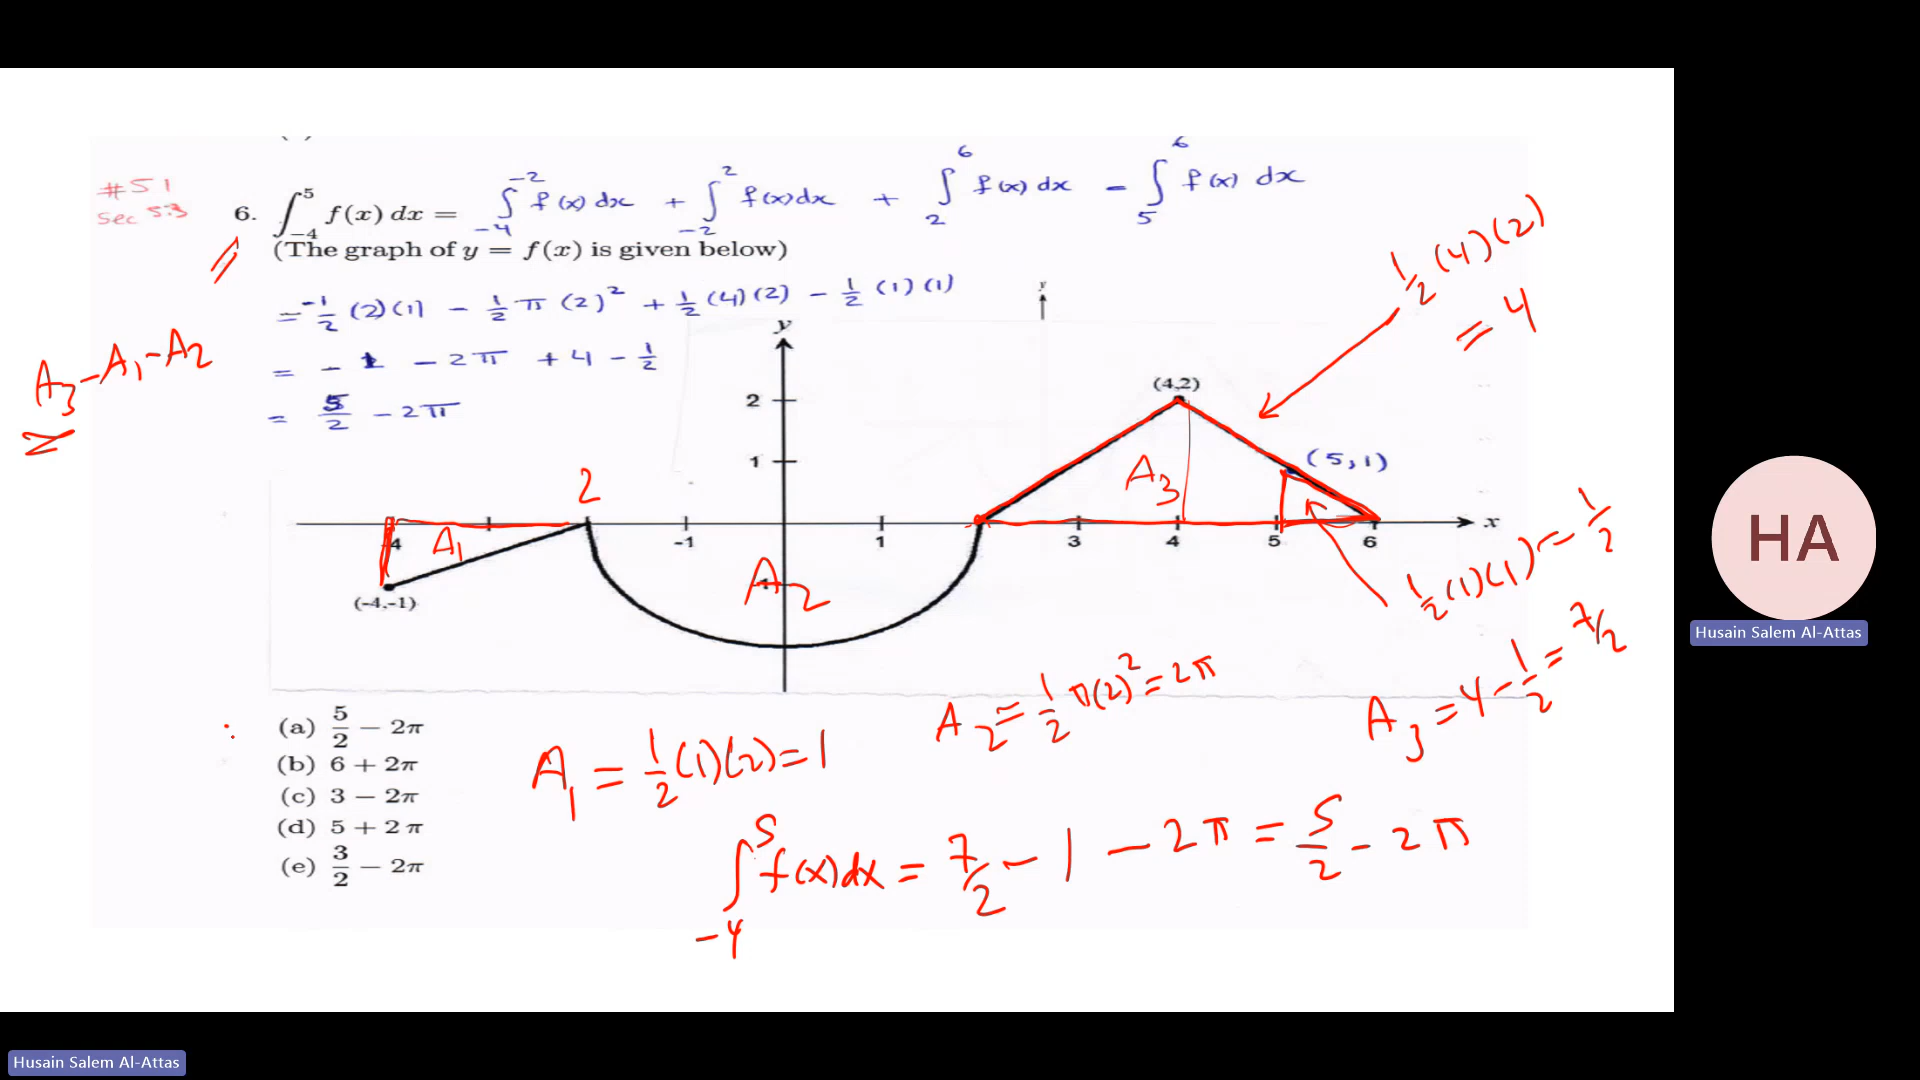 #51
Sec 5.3
6. ∫_{-4}^{5} f(x) dx = ∫_{-4}^{-2} f(x) dx + ∫_{-2}^{2} f(x) dx + ∫_{2}^{6} f(x) dx - ∫_{5}^{6} f(x) dx
(The graph of y = f(x) is given below)
= -1/2 (2)(1) - 1/2 π (2)² + 1/2 (4)(2) - 1/2 (1)(1)
= - 1 - 2π + 4 - 1/2
= 5/2 - 2π
A3 - A1 - A2
1/2 (4)(2)
= 4
y
y
(4,2)
2
1
(5,1)
2
A3
-4 -1 1 3 4 5 6 x
A1
A2
-1
(-4,-1)
1/2 (1)(1) = 1/2
A2 = 1/2 π(2)² = 2π
A3 = 4 - 1/2 = 7/2
(a) 5/2 - 2π
(b) 6 + 2π
(c) 3 - 2π
(d) 5 + 2π
(e) 3/2 - 2π
A1 = 1/2 (1)(2) = 1
∫_{-4}^{5} f(x) dx = 7/2 - 1 - 2π = 5/2 - 2π
HA
Husain Salem Al-Attas
Husain Salem Al-Attas